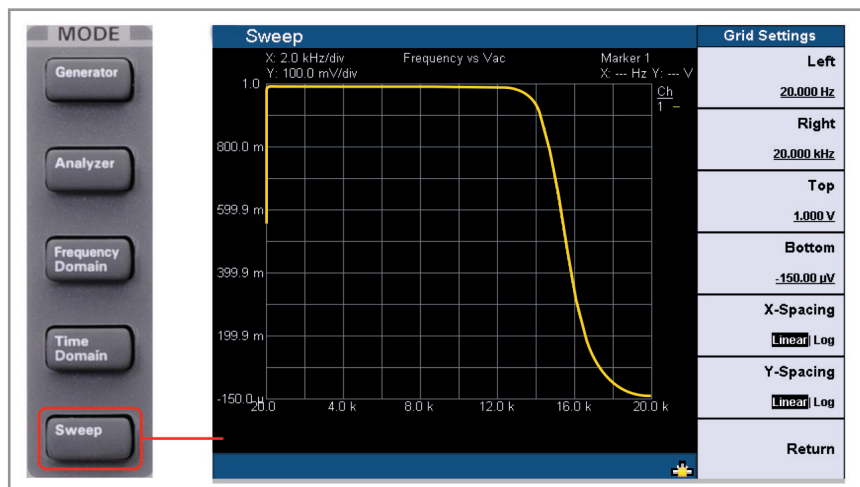 MODE
Generator
Analyzer
Frequency
Domain
Time
Domain
Sweep
Sweep
X: 2.0 kHz/div
Y: 100.0 mV/div
Frequency vs Vac
Marker 1
X: --- Hz Y: --- V
Ch
1 –
1.0
800.0 m
599.9 m
399.9 m
199.9 m
-150.0 µ
20.0
4.0 k
8.0 k
12.0 k
16.0 k
20.0 k
Grid Settings
Left
20.000 Hz
Right
20.000 kHz
Top
1.000 V
Bottom
-150.00 µV
X-Spacing
Linear| Log
Y-Spacing
Linear| Log
Return